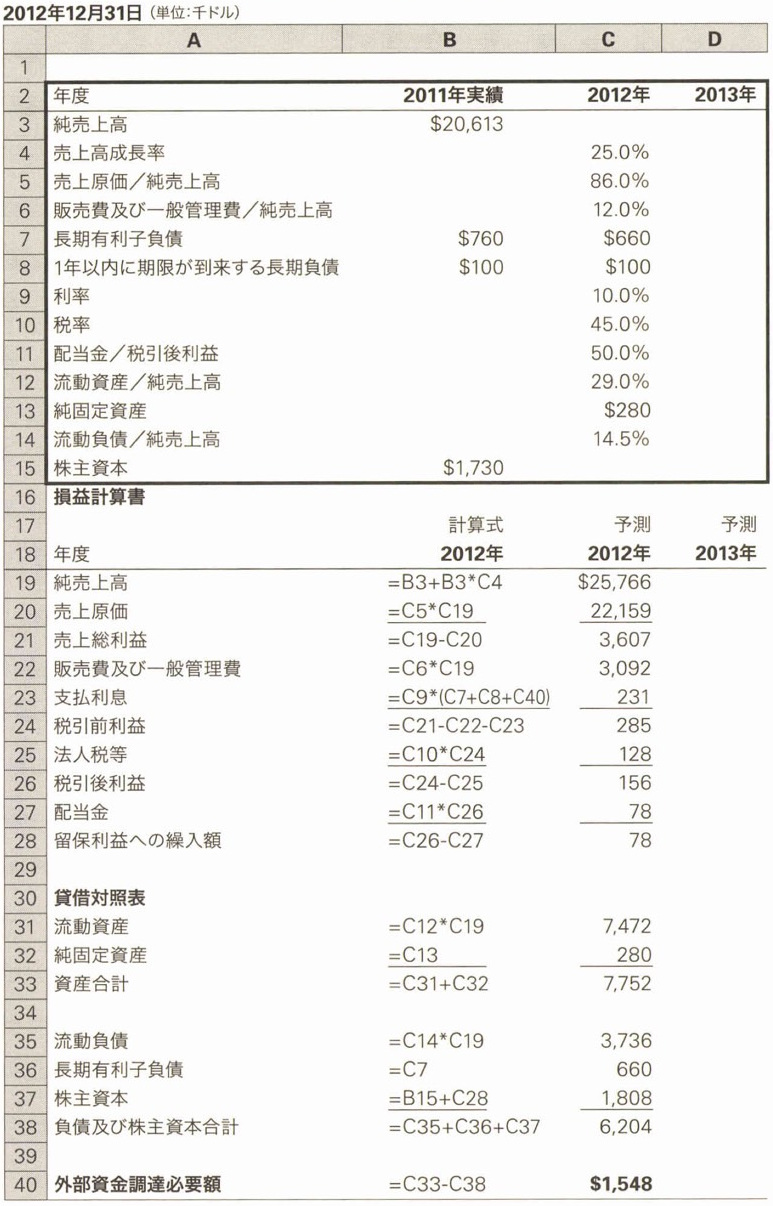 2012年12月31日（単位:千ドル）
A B C D
1
2 年度 2011年実績 2012年 2013年
3 純売上高 $20,613
4 売上高成長率 25.0%
5 売上原価／純売上高 86.0%
6 販売費及び一般管理費／純売上高 12.0%
7 長期有利子負債 $760 $660
8 1年以内に期限が到来する長期負債 $100 $100
9 利率 10.0%
10 税率 45.0%
11 配当金／税引後利益 50.0%
12 流動資産／純売上高 29.0%
13 純固定資産 $280
14 流動負債／純売上高 14.5%
15 株主資本 $1,730
16 損益計算書
17 計算式 予測 予測
18 年度 2012年 2012年 2013年
19 純売上高 =B3+B3*C4 $25,766
20 売上原価 =C5*C19 22,159
21 売上総利益 =C19-C20 3,607
22 販売費及び一般管理費 =C6*C19 3,092
23 支払利息 =C9*(C7+C8+C40) 231
24 税引前利益 =C21-C22-C23 285
25 法人税等 =C10*C24 128
26 税引後利益 =C24-C25 156
27 配当金 =C11*C26 78
28 留保利益への繰入額 =C26-C27 78
29
30 貸借対照表
31 流動資産 =C12*C19 7,472
32 純固定資産 =C13 280
33 資産合計 =C31+C32 7,752
34
35 流動負債 =C14*C19 3,736
36 長期有利子負債 =C7 660
37 株主資本 =B15+C28 1,808
38 負債及び株主資本合計 =C35+C36+C37 6,204
39
40 外部資金調達必要額 =C33-C38 $1,548